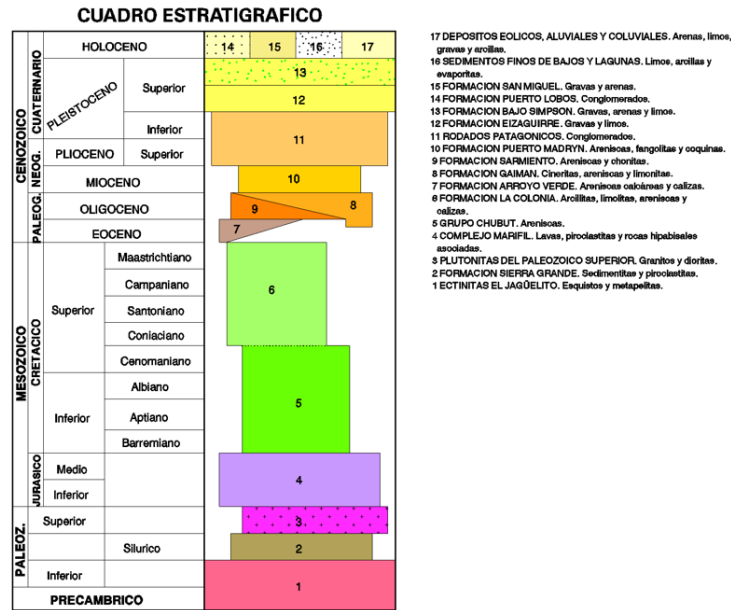 CUADRO ESTRATIGRAFICO
CENOZOICO
CUATERNARIO
HOLOCENO
14
15
16
17
PLEISTOCENO
Superior
13
12
Inferior
11
NEOG.
PLIOCENO
Superior
MIOCENO
10
PALEOG.
OLIGOCENO
9
8
EOCENO
7
MESOZOICO
CRETACICO
Superior
Maastrichtiano
Campaniano
6
Santoniano
Coniaciano
Cenomaniano
Inferior
Albiano
5
Aptiano
Barremiano
JURASICO
Medio
4
Inferior
PALEOZ.
Superior
3
Silurico
2
Inferior
1
PRECAMBRICO
17 DEPOSITOS EOLICOS, ALUVIALES Y COLUVIALES. Arenas, limos,
gravas y arcillas.
16 SEDIMENTOS FINOS DE BAJOS Y LAGUNAS. Limos, arcillas y
evaporitas.
15 FORMACION SAN MIGUEL. Gravas y arenas.
14 FORMACION PUERTO LOBOS. Conglomerados.
13 FORMACION BAJO SIMPSON. Gravas, arenas y limos.
12 FORMACION EIZAGUIRRE. Gravas y limos.
11 RODADOS PATAGONICOS. Conglomerados.
10 FORMACION PUERTO MADRYN. Areniscas, fangolitas y coquinas.
9 FORMACION SARMIENTO. Areniscas y chonitas.
8 FORMACION GAIMAN. Cineritas, areniscas y limonitas.
7 FORMACION ARROYO VERDE. Areniscas calcáreas y calizas.
6 FORMACION LA COLONIA. Arcillitas, limolitas, areniscas y
calizas.
5 GRUPO CHUBUT. Areniscas.
4 COMPLEJO MARIFIL. Lavas, piroclastitas y rocas hipabisales
asociadas.
3 PLUTONITAS DEL PALEOZOICO SUPERIOR. Granitos y dioritas.
2 FORMACION SIERRA GRANDE. Sedimentitas y piroclastitas.
1 ECTINITAS EL JAGÜELITO. Esquistos y metapelitas.